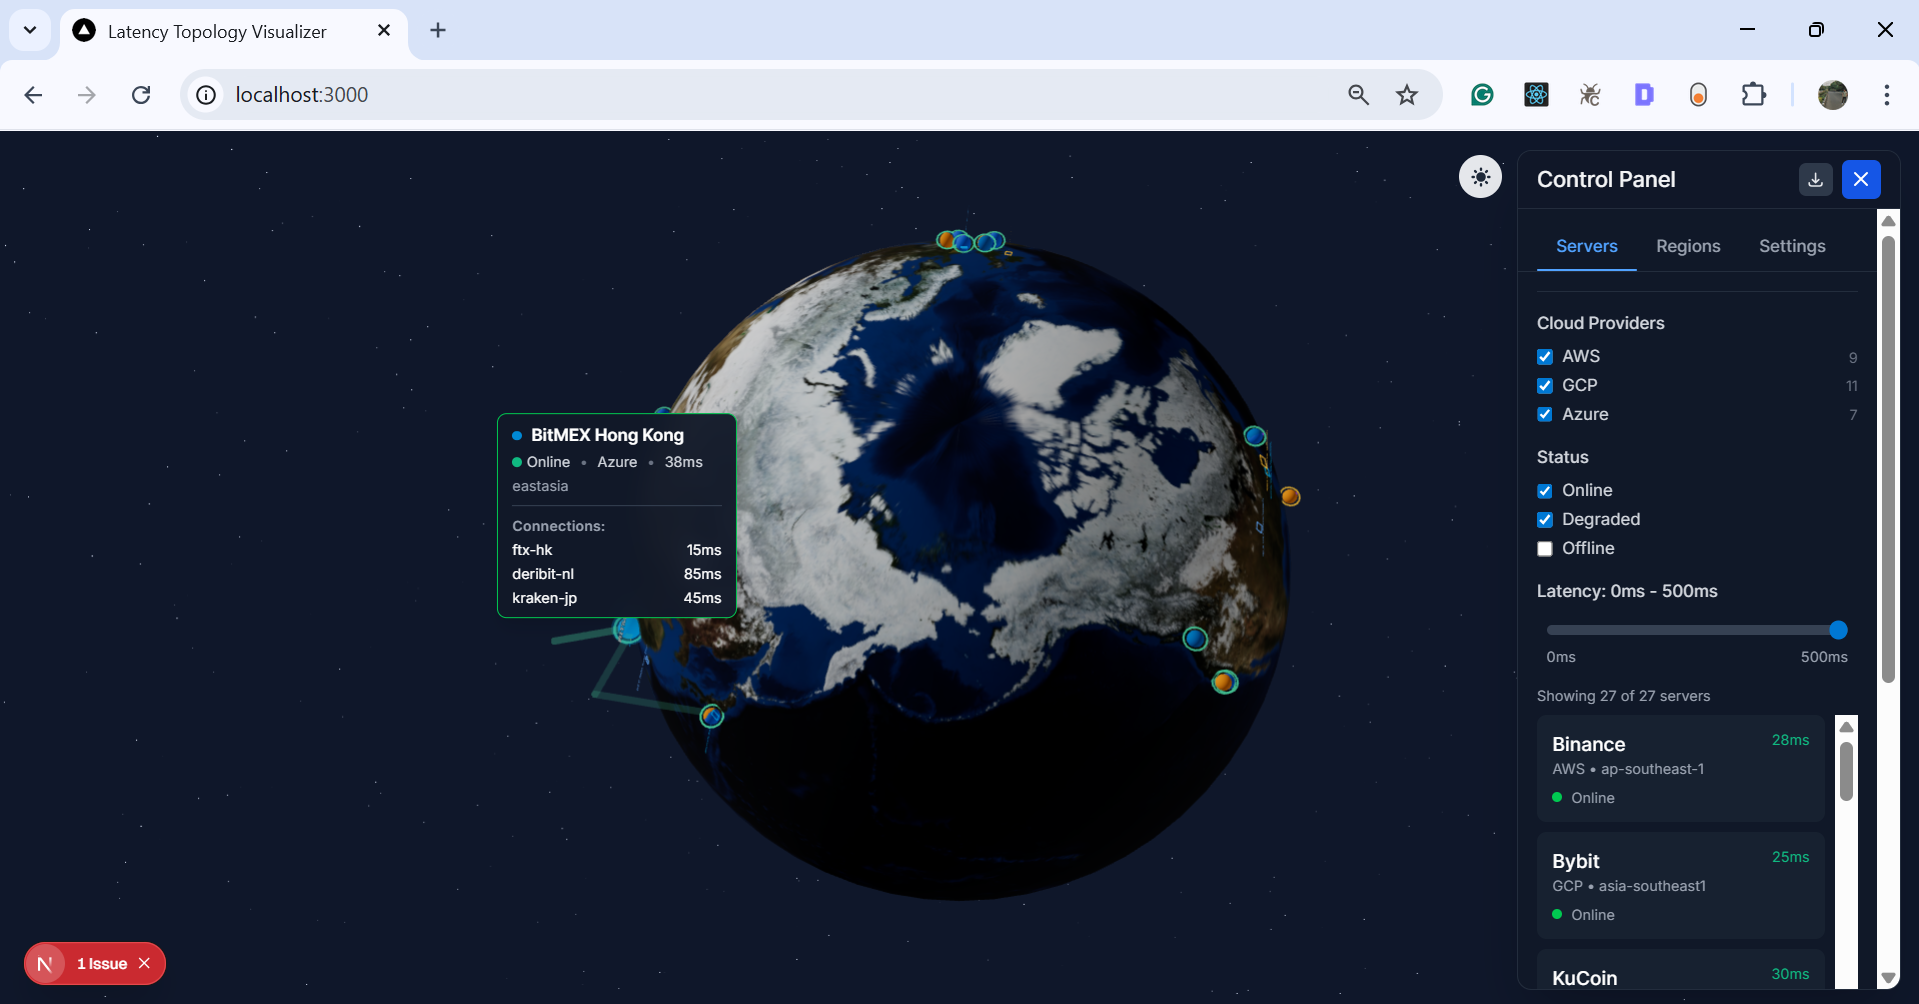 Latency Topology Visualizer
localhost:3000
Control Panel
Servers Regions Settings
Cloud Providers
AWS 9
GCP 11
Azure 7
Status
Online
Degraded
Offline
Latency: 0ms - 500ms
0ms 500ms
Showing 27 of 27 servers
Binance 28ms
AWS • ap-southeast-1
Online
Bybit 25ms
GCP • asia-southeast1
Online
KuCoin 30ms
BitMEX Hong Kong
Online • Azure • 38ms
eastasia
Connections:
ftx-hk 15ms
deribit-nl 85ms
kraken-jp 45ms
N 1 Issue